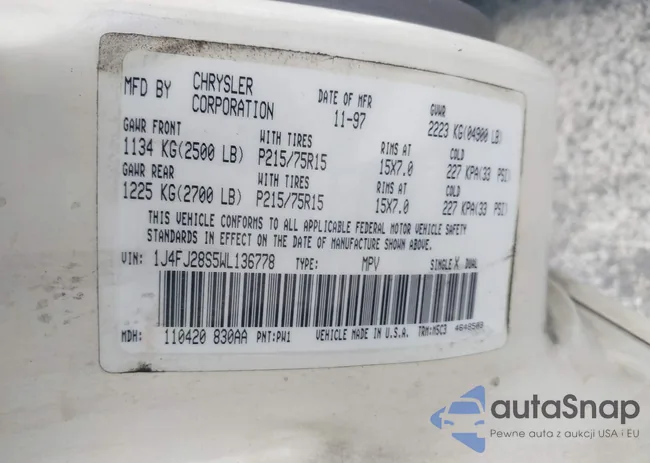 MFD BY CHRYSLER CORPORATION DATE OF MFR 11-97 GVWR 2223 KG(04900 LB)
GAWR FRONT WITH TIRES RIMS AT COLD
1134 KG(2500 LB) P215/75R15 15X7.0 227 KPA(33 PSI)
GAWR REAR WITH TIRES RIMS AT COLD
1225 KG(2700 LB) P215/75R15 15X7.0 227 KPA(33 PSI)
THIS VEHICLE CONFORMS TO ALL APPLICABLE FEDERAL MOTOR VEHICLE SAFETY
STANDARDS IN EFFECT ON THE DATE OF MANUFACTURE SHOWN ABOVE.
VIN: 1J4FJ28S5WL136778 TYPE: MPV SINGLE X DUAL
MDH: 110420 830AA PNT:PW1 VEHICLE MADE IN U.S.A. TRM:M5C3 4648580
autaSnap
Pewne auta z aukcji USA i EU